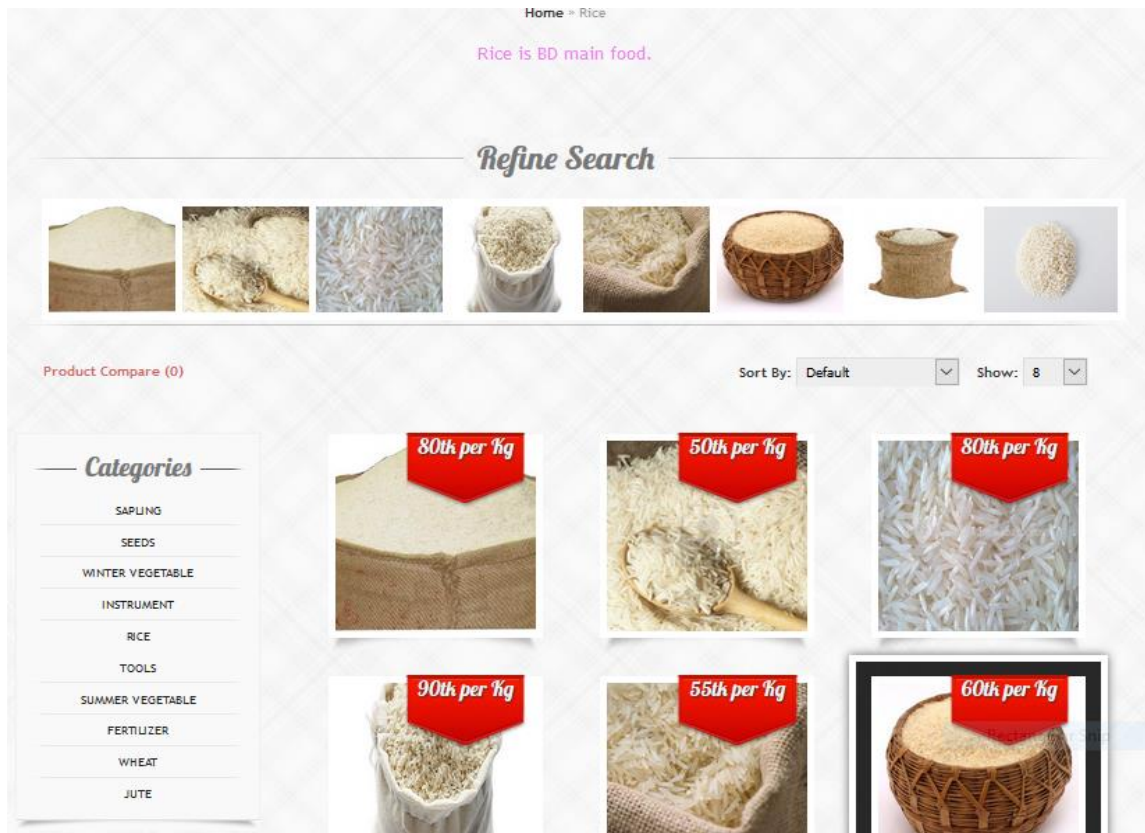 Home » Rice
Rice is BD main food.
Refine Search
Product Compare (0)
Sort By: Default
Show: 8
Categories
SAPLING
SEEDS
WINTER VEGETABLE
INSTRUMENT
RICE
TOOLS
SUMMER VEGETABLE
FERTILIZER
WHEAT
JUTE
80tk per Kg
50tk per Kg
80tk per Kg
90tk per Kg
55tk per Kg
60tk per Kg